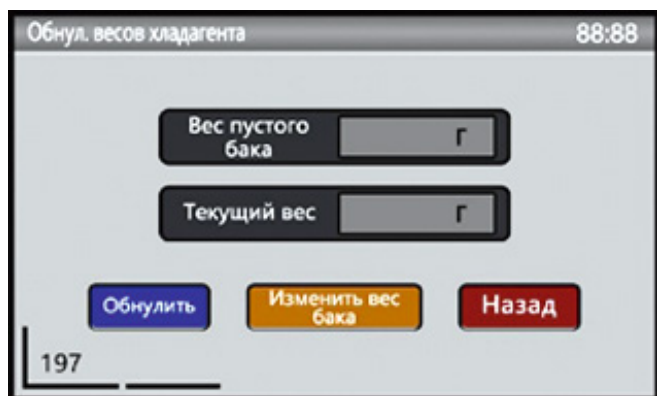 Обнул. весов хладагента 88:88
Вес пустого
бака
г
Текущий вес г
Обнулить
Изменить вес
бака
Назад
197